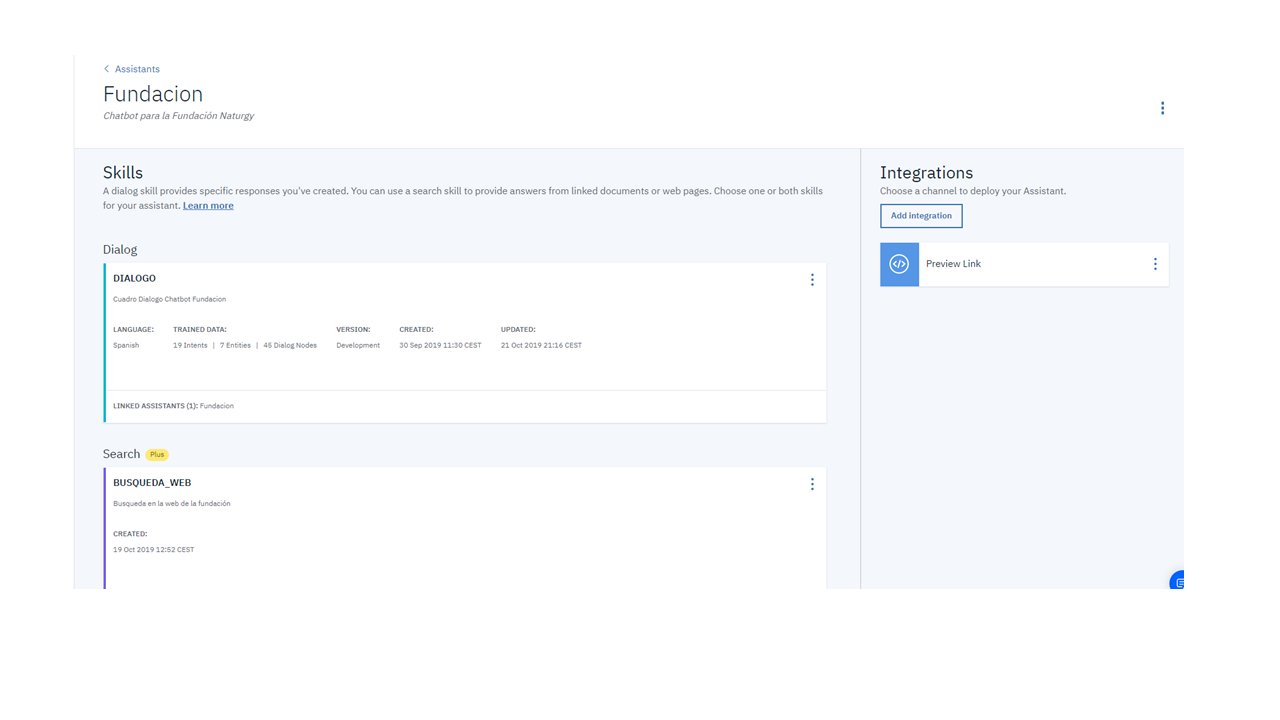 Assistants
Fundacion
Chatbot para la Fundación Naturgy
Skills
A dialog skill provides specific responses you've created. You can use a search skill to provide answers from linked documents or web pages. Choose one or both skills
for your assistant. Learn more
Dialog
DIALOGO
Cuadro Dialogo Chatbot Fundacion
LANGUAGE: TRAINED DATA: VERSION: CREATED: UPDATED:
Spanish 19 Intents | 7 Entities | 45 Dialog Nodes Development 30 Sep 2019 11:30 CEST 21 Oct 2019 21:16 CEST
LINKED ASSISTANTS (1): Fundacion
Search Plus
BUSQUEDA_WEB
Busqueda en la web de la fundación
CREATED:
19 Oct 2019 12:52 CEST
Integrations
Choose a channel to deploy your Assistant.
Add integration
Preview Link